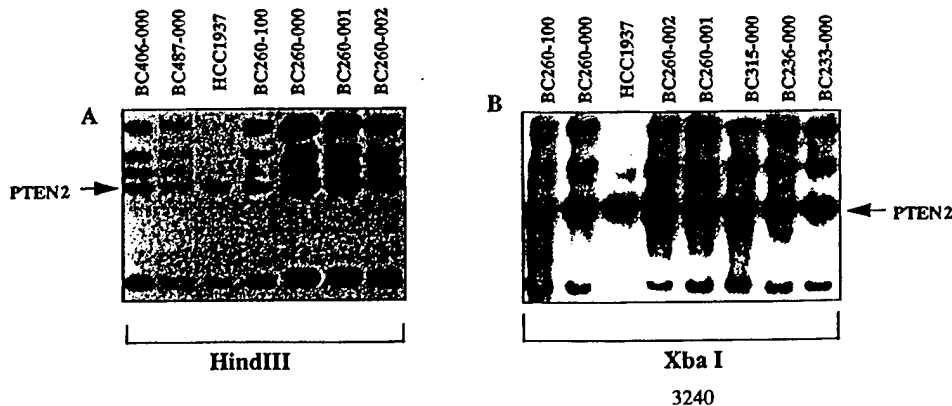 A
BC406-000
BC487-000
HCC1937
BC260-100
BC260-000
BC260-001
BC260-002
PTEN2
HindIII
B
BC260-100
BC260-000
HCC1937
BC260-002
BC260-001
BC315-000
BC236-000
BC233-000
PTEN2
Xba I
3240